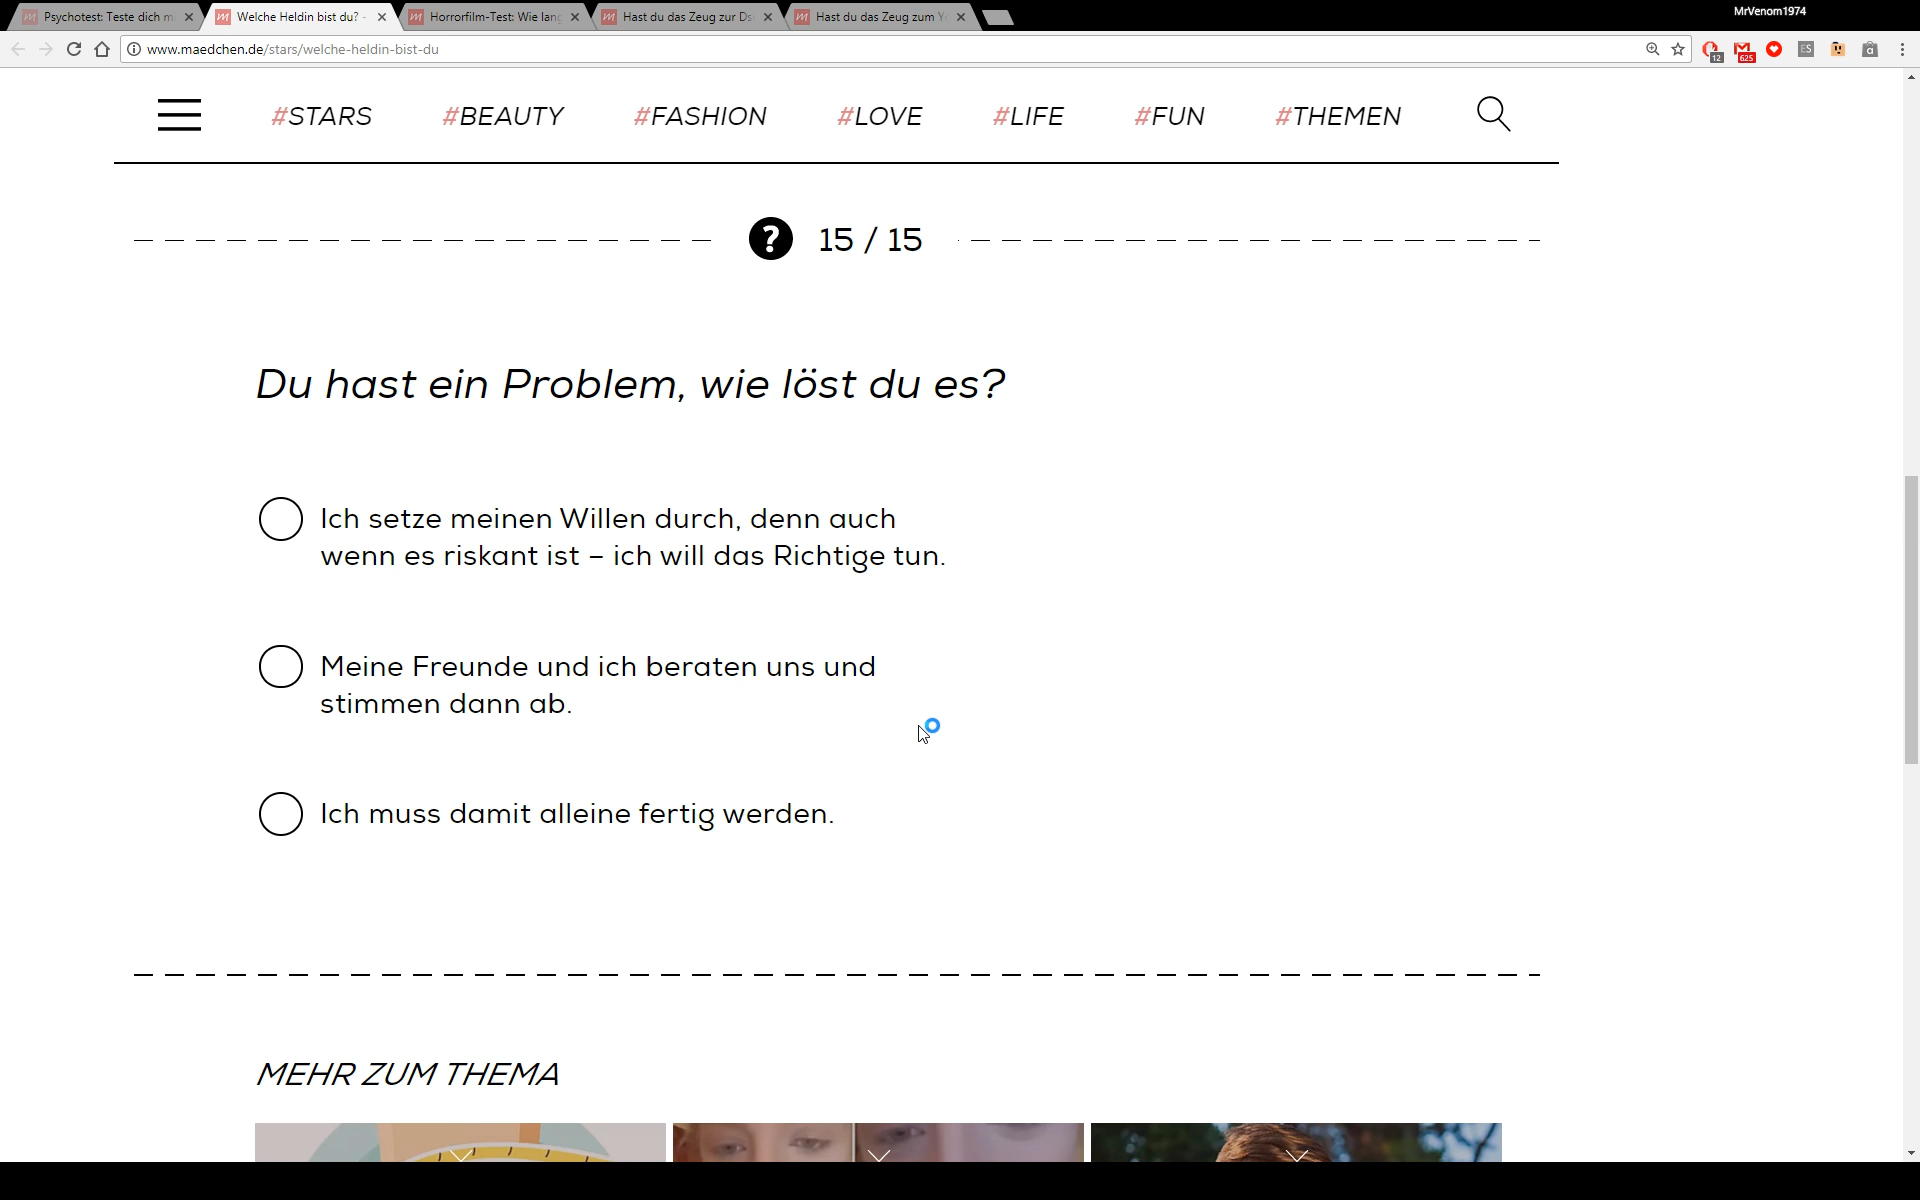 MrVenom1974
Psychotest: Teste dich m
Welche Heldin bist du? -
Horrorfilm-Test: Wie lang
Hast du das Zeug zur Ds
Hast du das Zeug zum Y
www.maedchen.de/stars/welche-heldin-bist-du
12
625
ES
a
#STARS #BEAUTY #FASHION #LOVE #LIFE #FUN #THEMEN
? 15 / 15
Du hast ein Problem, wie löst du es?
Ich setze meinen Willen durch, denn auch
wenn es riskant ist – ich will das Richtige tun.
Meine Freunde und ich beraten uns und
stimmen dann ab.
Ich muss damit alleine fertig werden.
MEHR ZUM THEMA